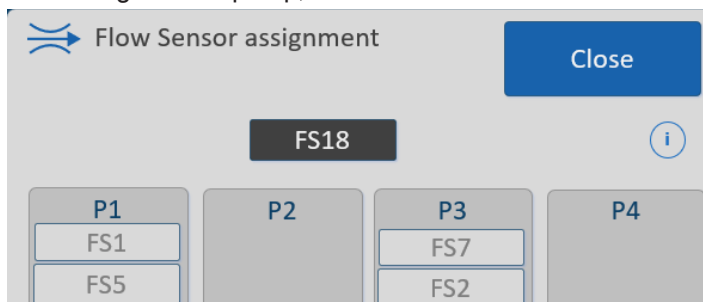 Flow Sensor assignment
Close
FS18
i
P1 P2 P3 P4
FS1 FS7
FS5 FS2